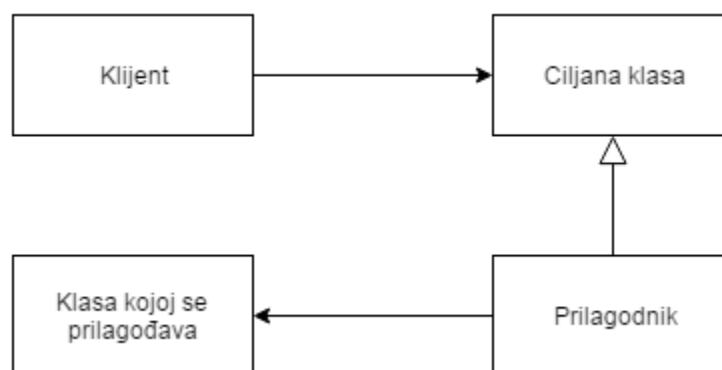 Klijent
Ciljana klasa
Klasa kojoj se
prilagođava
Prilagodnik